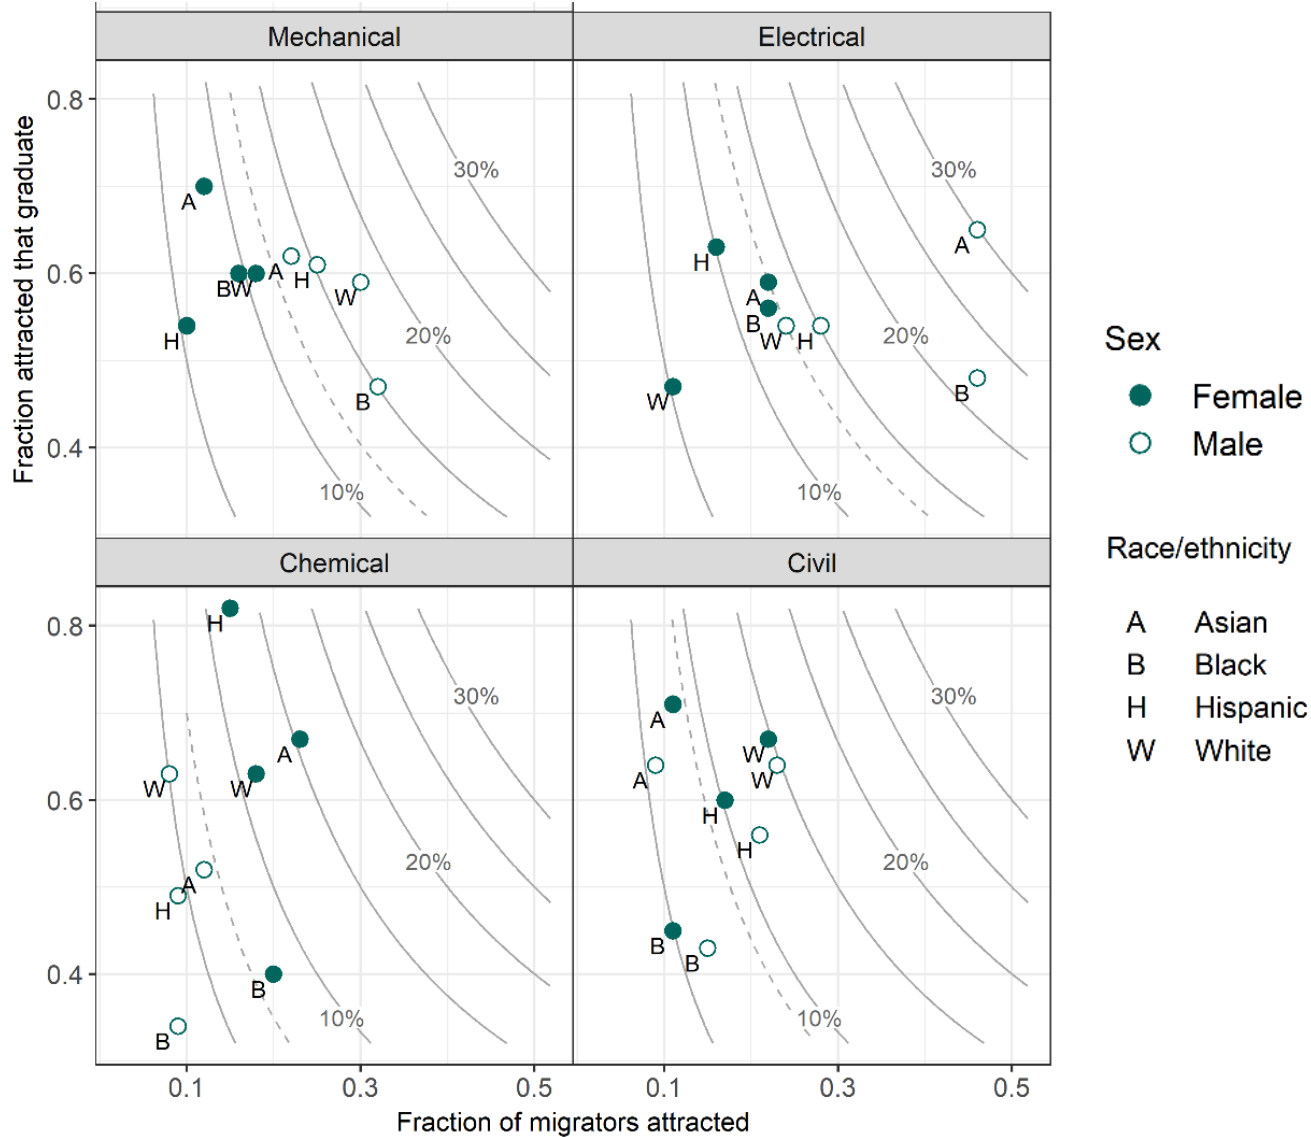 Mechanical
Electrical
Fraction attracted that graduate
0.8
0.6
0.4
30%
20%
10%
A
B
W
H
A
H
W
B
30%
20%
10%
H
A
B
W
W
H
A
B
Sex
Female
Male
Race/ethnicity
A Asian
B Black
H Hispanic
W White
Chemical
Civil
0.8
0.6
0.4
30%
20%
10%
H
A
W
W
A
H
B
B
30%
20%
10%
A
A
W
W
H
H
B
B
0.1 0.3 0.5
0.1 0.3 0.5
Fraction of migrators attracted